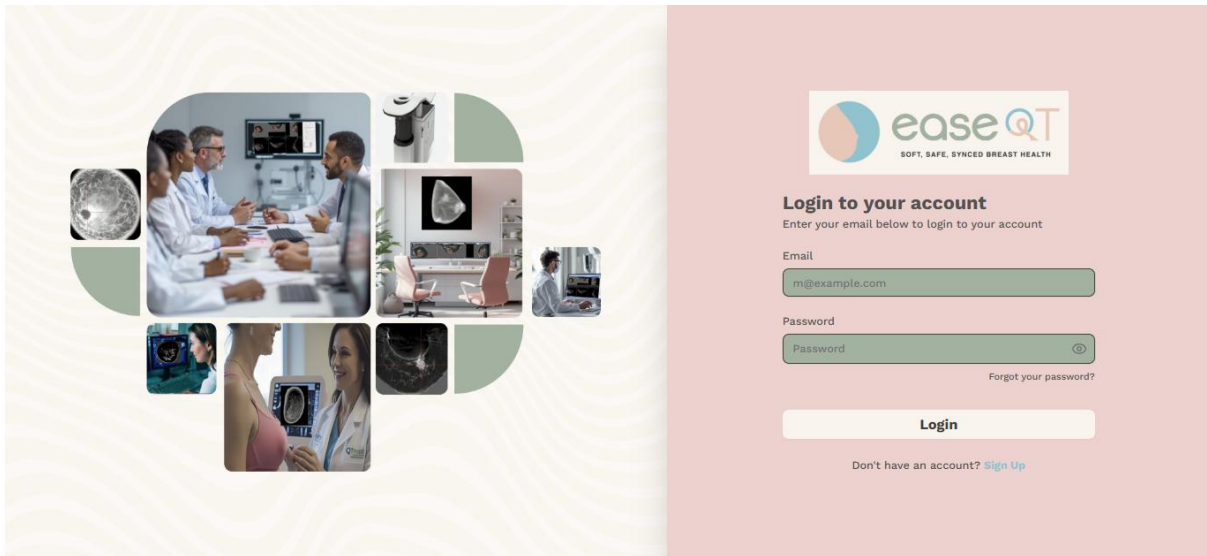 ease QT
SOFT, SAFE, SYNCED BREAST HEALTH
Login to your account
Enter your email below to login to your account
Email
m@example.com
Password
Password
Forgot your password?
Login
Don't have an account? Sign Up